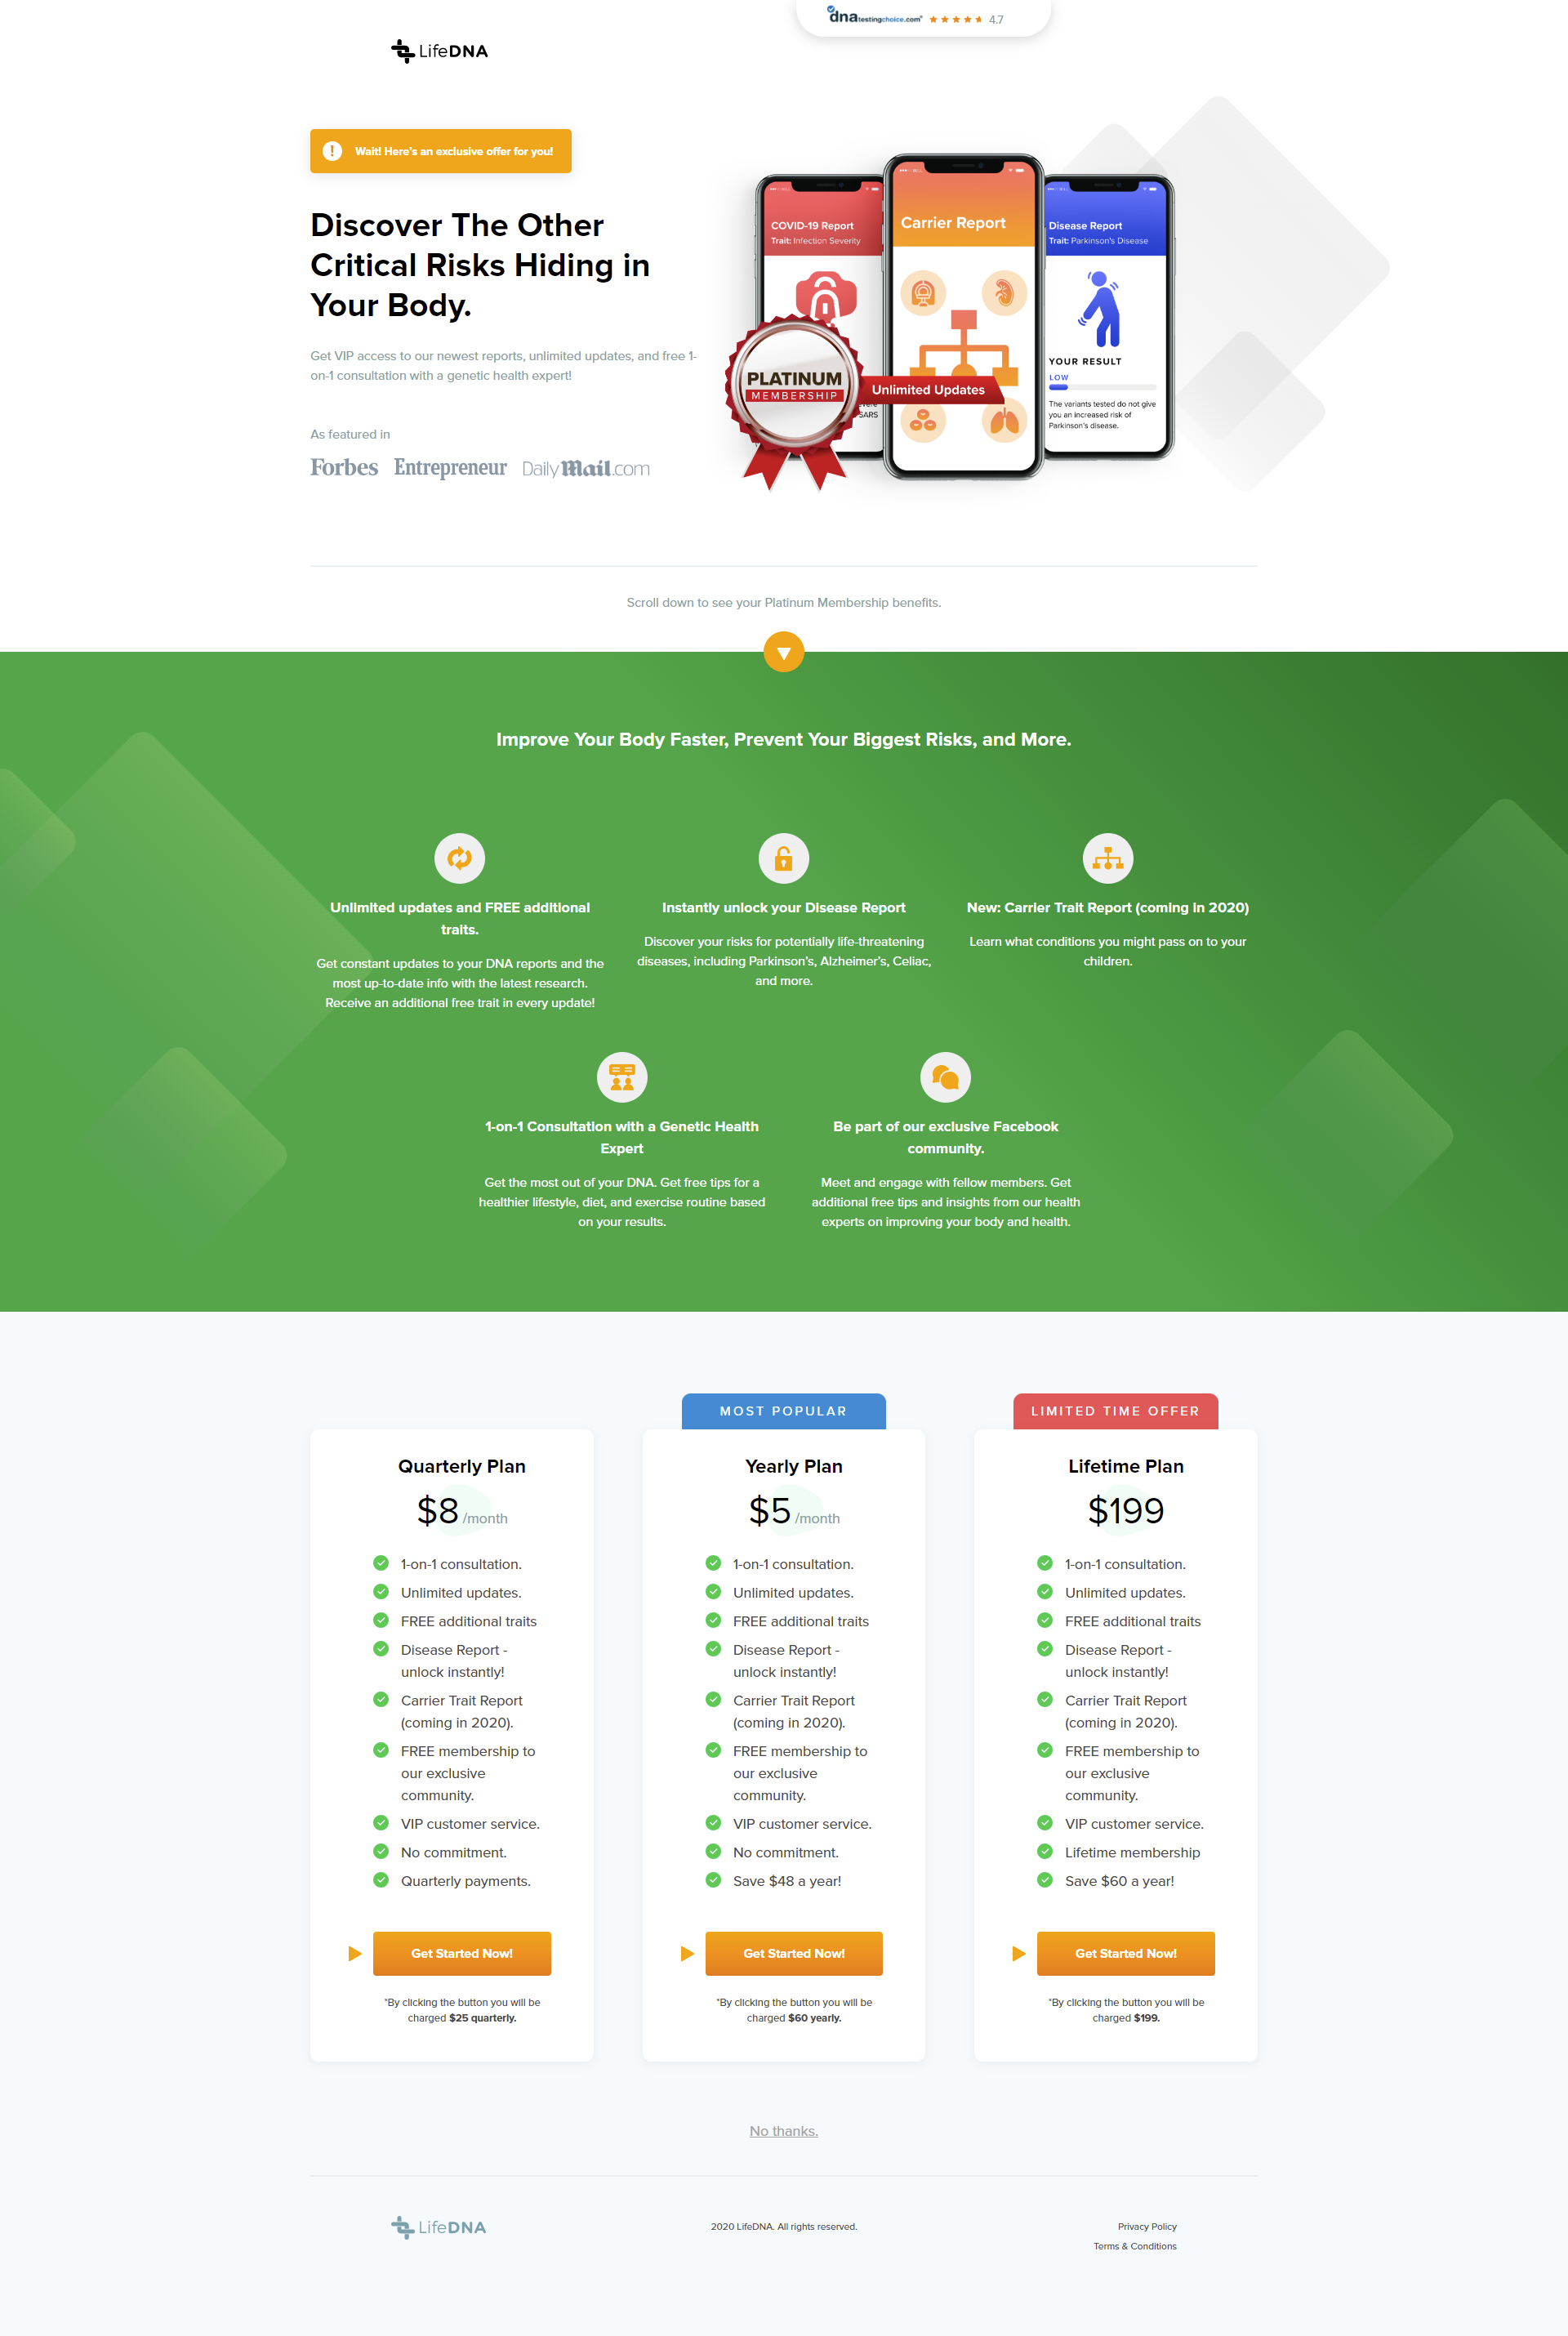 dnatestingchoice.com 4.7
LifeDNA
Wait! Here's an exclusive offer for you!
Discover The Other
Critical Risks Hiding in
Your Body.
Get VIP access to our newest reports, unlimited updates, and free 1-
on-1 consultation with a genetic health expert!
As featured in
Forbes Entrepreneur DailyMail.com
COVID-19 Report
Trait: Infection Severity
Carrier Report
Disease Report
Trait: Parkinson's Disease
PLATINUM
MEMBERSHIP
Unlimited Updates
SARS
YOUR RESULT
LOW
The variants tested do not give
you an increased risk of
Parkinson's disease.
Scroll down to see your Platinum Membership benefits.
Improve Your Body Faster, Prevent Your Biggest Risks, and More.
Unlimited updates and FREE additional
traits.
Get constant updates to your DNA reports and the
most up-to-date info with the latest research.
Receive an additional free trait in every update!
Instantly unlock your Disease Report
Discover your risks for potentially life-threatening
diseases, including Parkinson's, Alzheimer's, Celiac,
and more.
New: Carrier Trait Report (coming in 2020)
Learn what conditions you might pass on to your
children.
1-on-1 Consultation with a Genetic Health
Expert
Get the most out of your DNA. Get free tips for a
healthier lifestyle, diet, and exercise routine based
on your results.
Be part of our exclusive Facebook
community.
Meet and engage with fellow members. Get
additional free tips and insights from our health
experts on improving your body and health.
Quarterly Plan
$8 /month
1-on-1 consultation.
Unlimited updates.
FREE additional traits
Disease Report -
unlock instantly!
Carrier Trait Report
(coming in 2020).
FREE membership to
our exclusive
community.
VIP customer service.
No commitment.
Quarterly payments.
Get Started Now!
*By clicking the button you will be
charged $25 quarterly.
MOST POPULAR
Yearly Plan
$5 /month
1-on-1 consultation.
Unlimited updates.
FREE additional traits
Disease Report -
unlock instantly!
Carrier Trait Report
(coming in 2020).
FREE membership to
our exclusive
community.
VIP customer service.
No commitment.
Save $48 a year!
Get Started Now!
*By clicking the button you will be
charged $60 yearly.
LIMITED TIME OFFER
Lifetime Plan
$199
1-on-1 consultation.
Unlimited updates.
FREE additional traits
Disease Report -
unlock instantly!
Carrier Trait Report
(coming in 2020).
FREE membership to
our exclusive
community.
VIP customer service.
Lifetime membership
Save $60 a year!
Get Started Now!
*By clicking the button you will be
charged $199.
No thanks.
LifeDNA
2020 LifeDNA. All rights reserved.
Privacy Policy
Terms & Conditions